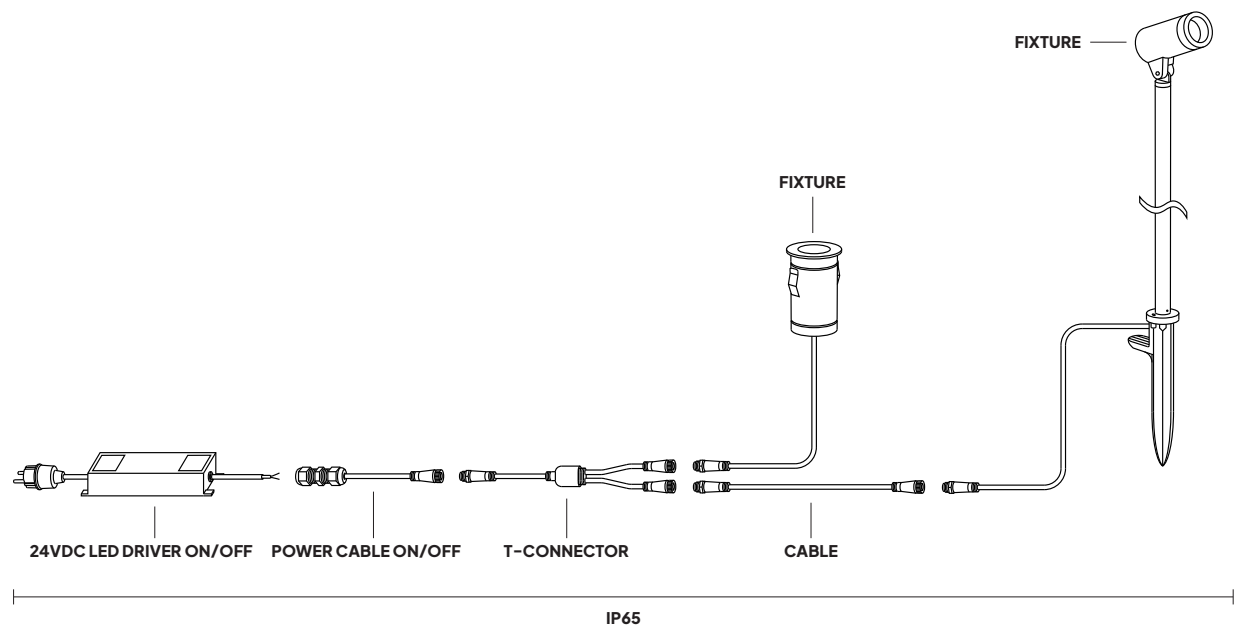 FIXTURE
FIXTURE
24VDC LED DRIVER ON/OFF
POWER CABLE ON/OFF
T-CONNECTOR
CABLE
IP65